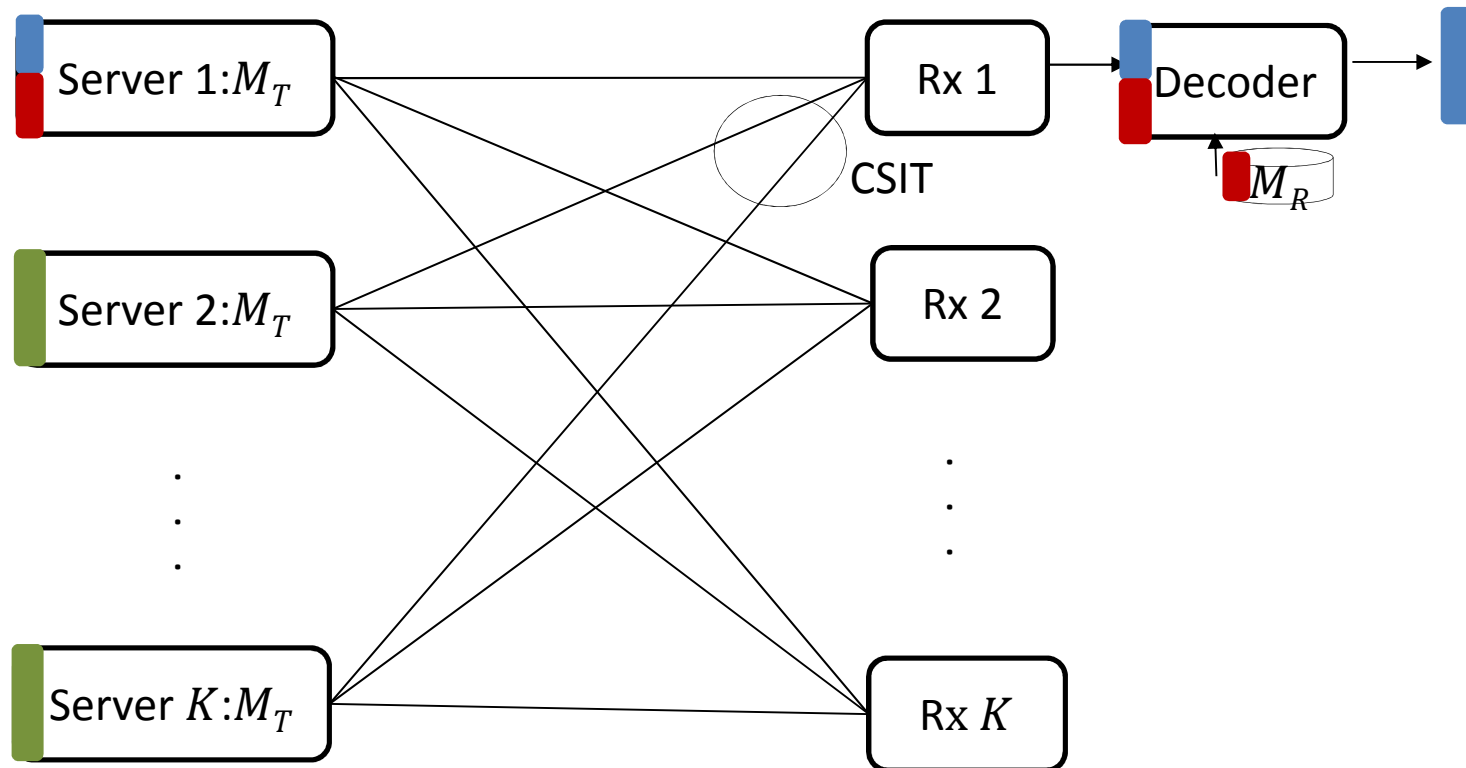 Server 1:M_T
Rx 1
Decoder
CSIT
M_R
Server 2:M_T
Rx 2
.
.
.
.
.
.
Server K:M_T
Rx K